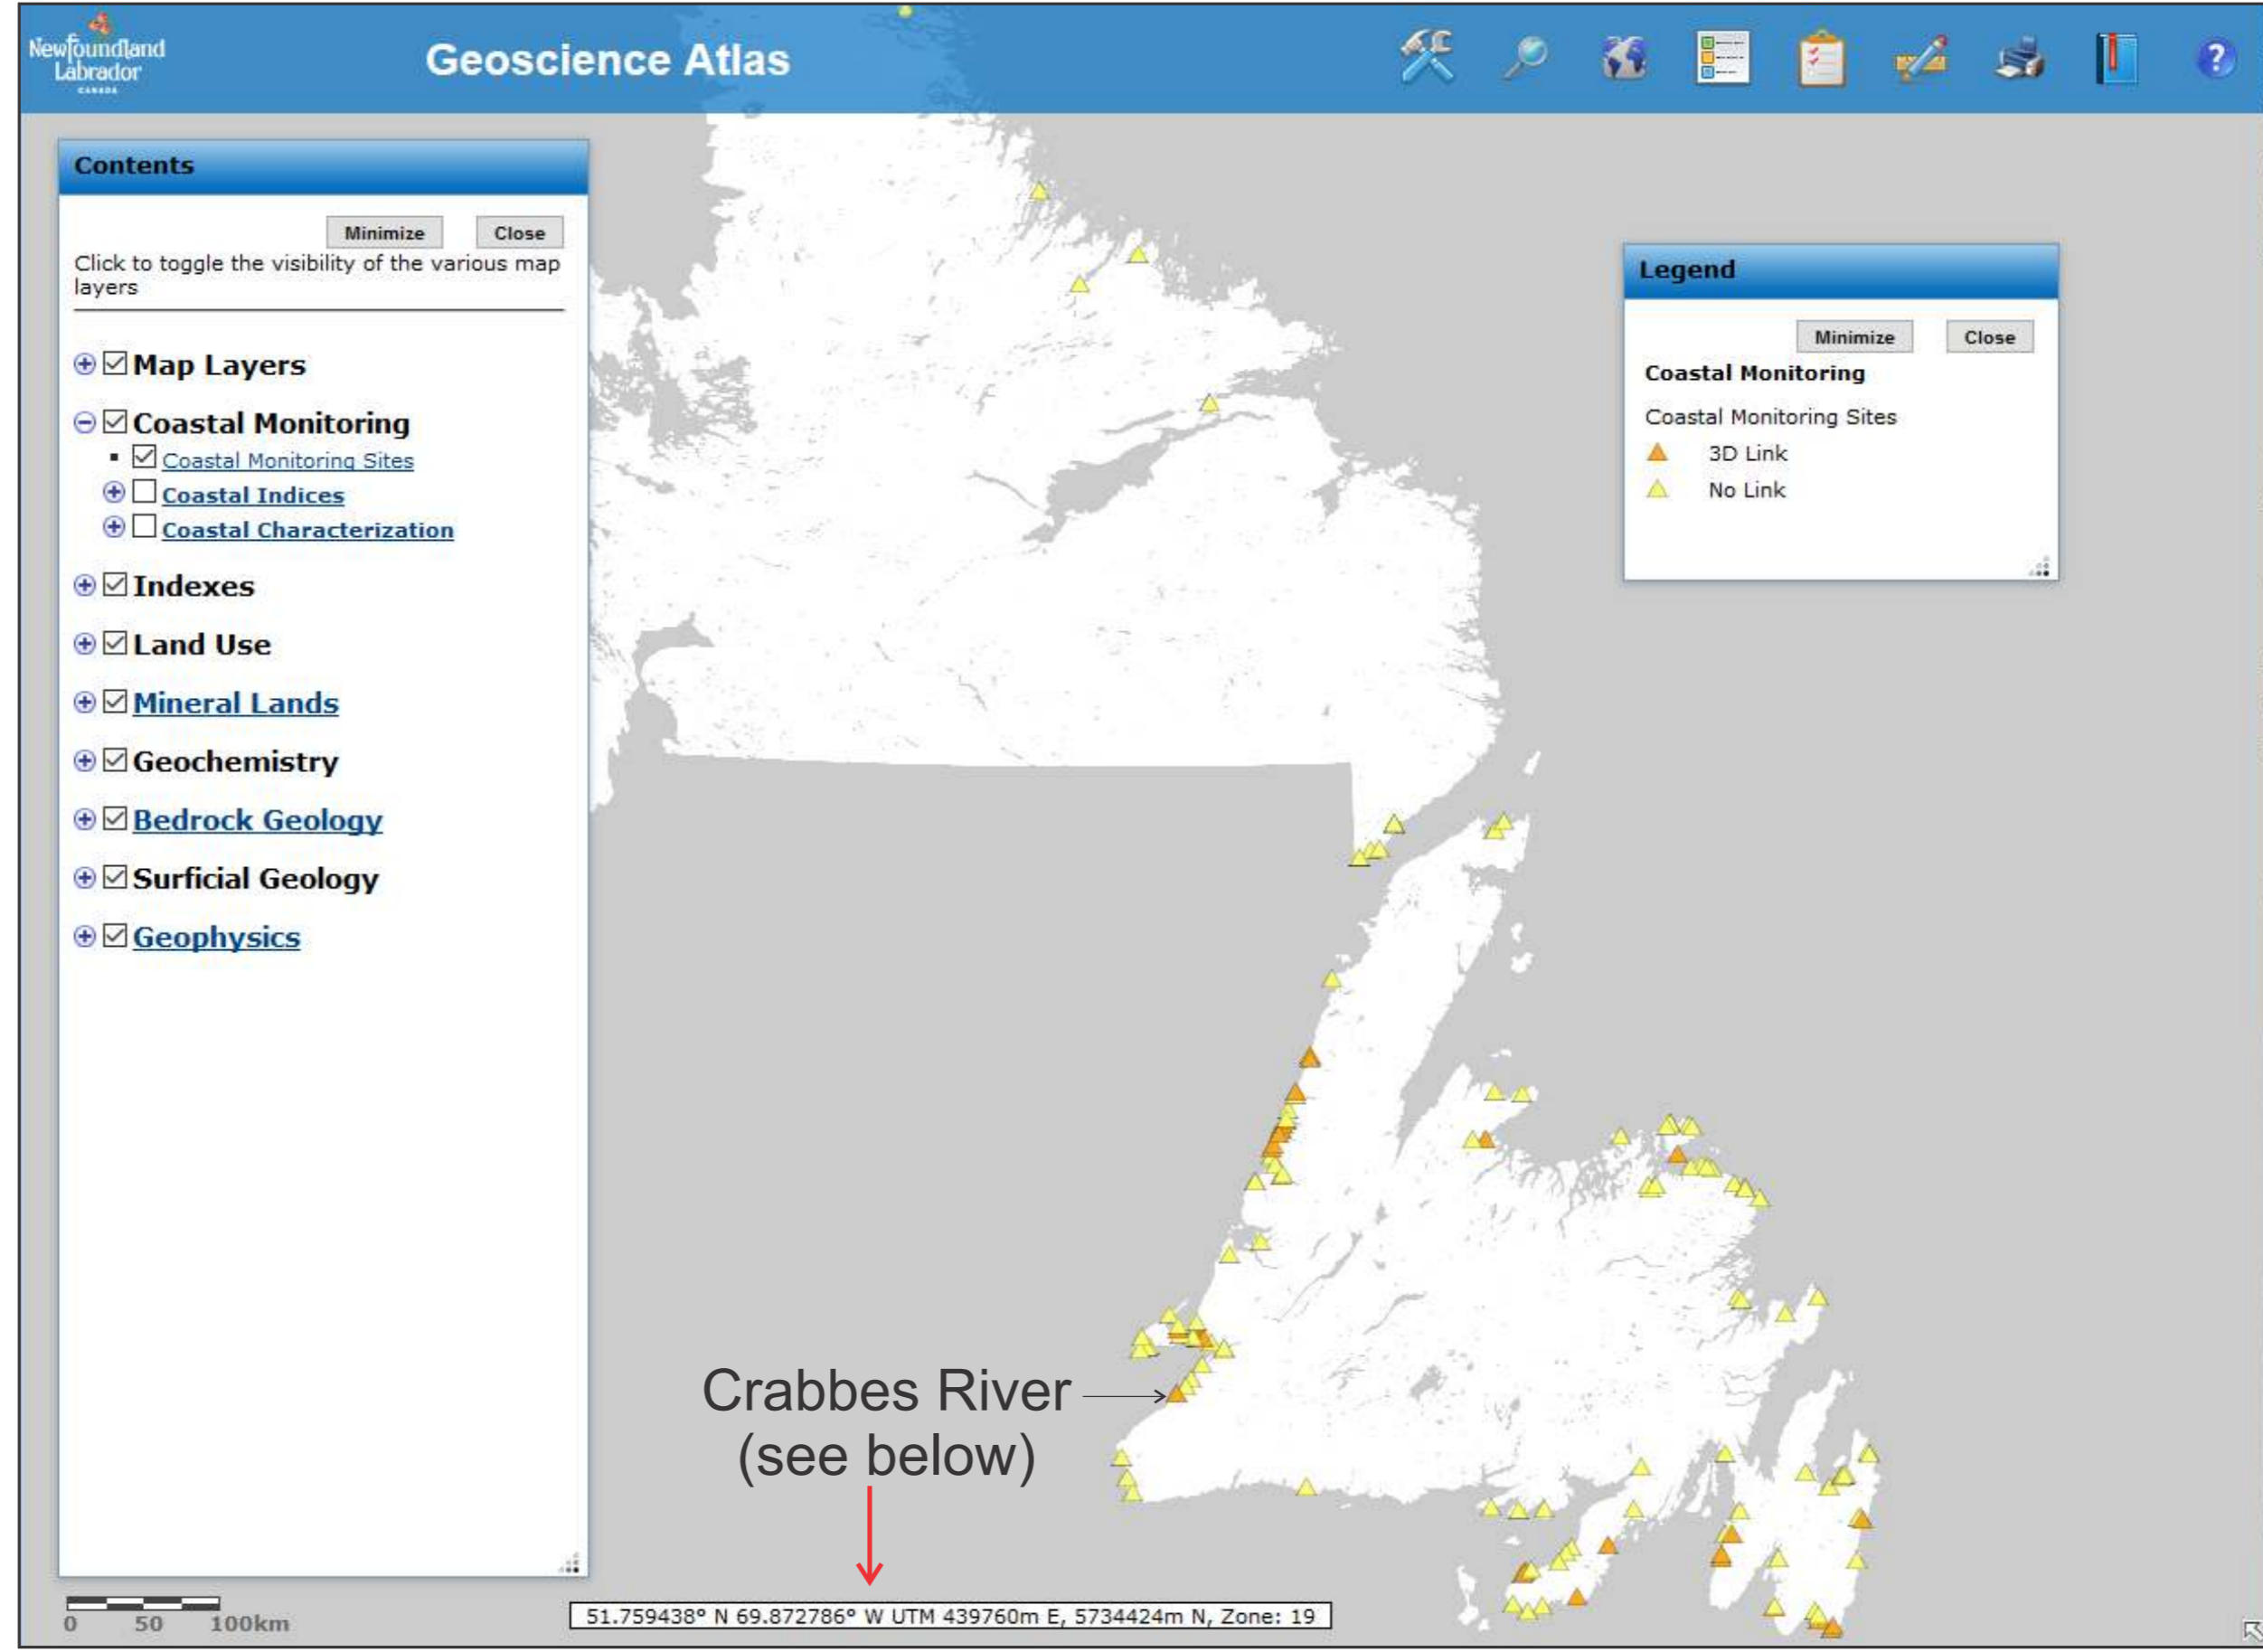 Newfoundland
Labrador
CANADA
Geoscience Atlas
?
Contents
Minimize Close
Click to toggle the visibility of the various map
layers
Map Layers
Coastal Monitoring
Coastal Monitoring Sites
Coastal Indices
Coastal Characterization
Indexes
Land Use
Mineral Lands
Geochemistry
Bedrock Geology
Surficial Geology
Geophysics
Legend
Minimize Close
Coastal Monitoring
Coastal Monitoring Sites
3D Link
No Link
Crabbes River
(see below)
0 50 100km
51.759438° N 69.872786° W UTM 439760m E, 5734424m N, Zone: 19